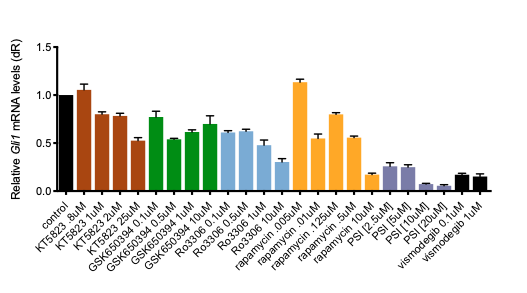 Relative Gli1 mRNA levels (dR)
1.5
1.0
0.5
0.0
control
KT5823 .8uM
KT5823 1uM
KT5823 2uM
KT5823 25uM
GSK650394 0.1uM
GSK650394 0.5uM
GSK650394 1uM
GSK650394 10uM
Ro3306 0.1uM
Ro3306 0.5uM
Ro3306 1uM
Ro3306 10uM
rapamycin .005uM
rapamycin .01uM
rapamycin .125uM
rapamycin .5uM
rapamycin 10uM
PSI [2.5uM]
PSI [5uM]
PSI [10uM]
PSI [20uM]
vismodegib 0.1uM
vismodegib 1uM